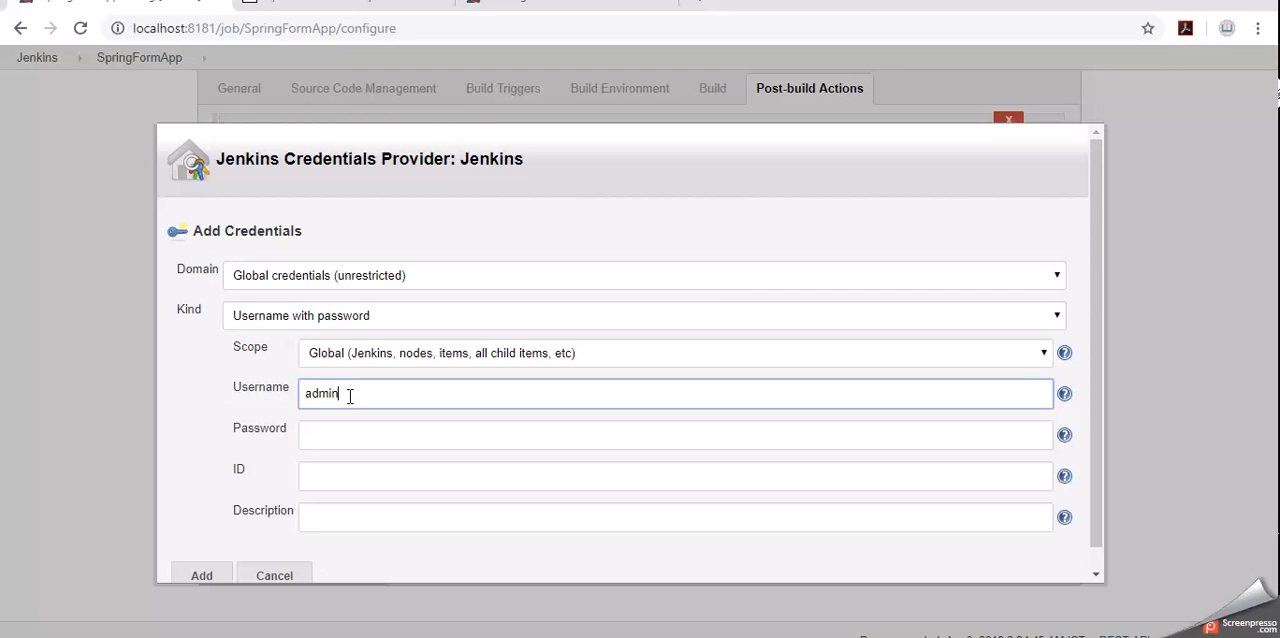 localhost:8181/job/SpringFormApp/configure
Jenkins SpringFormApp
General Source Code Management Build Triggers Build Environment Build Post-build Actions
X
Jenkins Credentials Provider: Jenkins
Add Credentials
Domain Global credentials (unrestricted)
Kind Username with password
Scope Global (Jenkins, nodes, items, all child items, etc)
Username admin
Password
ID
Description
Add Cancel
Screenpresso
.com